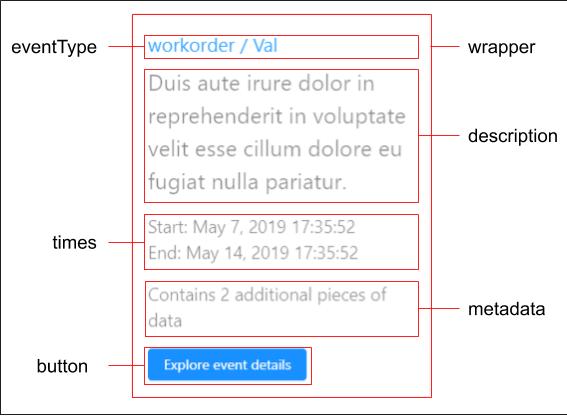 eventType
workorder / Val
wrapper
Duis aute irure dolor in
reprehenderit in voluptate
velit esse cillum dolore eu
fugiat nulla pariatur.
description
times
Start: May 7, 2019 17:35:52
End: May 14, 2019 17:35:52
Contains 2 additional pieces of
data
metadata
button
Explore event details